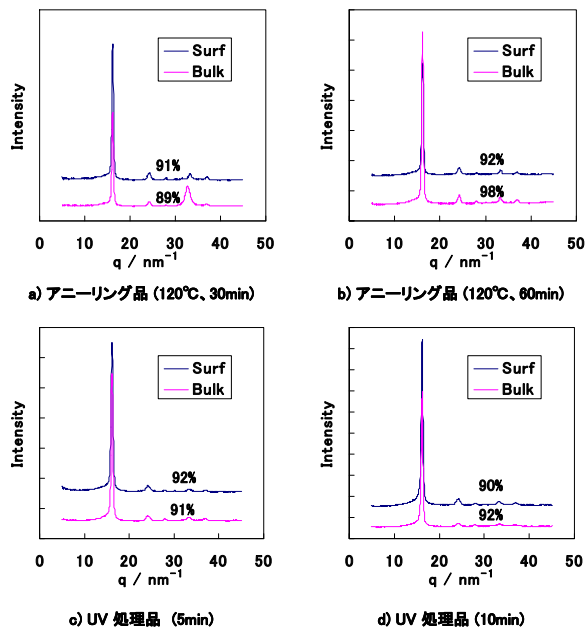 Intensity
Surf
Bulk
91%
89%
0 10 20 30 40 50
q / nm⁻¹
a) アニーリング品 (120℃、30min)
Intensity
Surf
Bulk
92%
98%
0 10 20 30 40 50
q / nm⁻¹
b) アニーリング品 (120℃、60min)
Intensity
Surf
Bulk
92%
91%
0 10 20 30 40 50
q / nm⁻¹
c) UV 処理品 (5min)
Intensity
Surf
Bulk
90%
92%
0 10 20 30 40 50
q / nm⁻¹
d) UV 処理品 (10min)